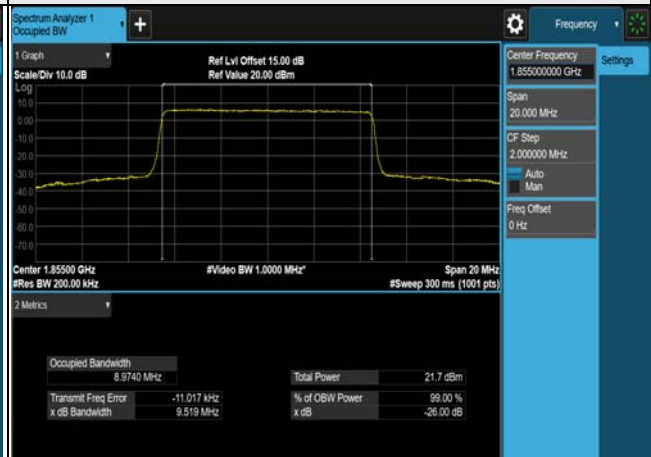 Spectrum Analyzer 1
Occupied BW
+
Frequency
1 Graph
Scale/Div 10.0 dB
Ref Lvl Offset 15.00 dB
Ref Value 20.00 dBm
Log
10.0
0.00
-10.0
-20.0
-30.0
-40.0
-50.0
-60.0
-70.0
Center 1.85500 GHz
#Video BW 1.0000 MHz*
Span 20 MHz
#Res BW 200.00 kHz
#Sweep 300 ms (1001 pts)
2 Metrics
Occupied Bandwidth
8.9740 MHz
Total Power 21.7 dBm
Transmit Freq Error -11.017 kHz
% of OBW Power 99.00 %
x dB Bandwidth 9.519 MHz
x dB -26.00 dB
Center Frequency
1.855000000 GHz
Settings
Span
20.000 MHz
CF Step
2.000000 MHz
Auto
Man
Freq Offset
0 Hz